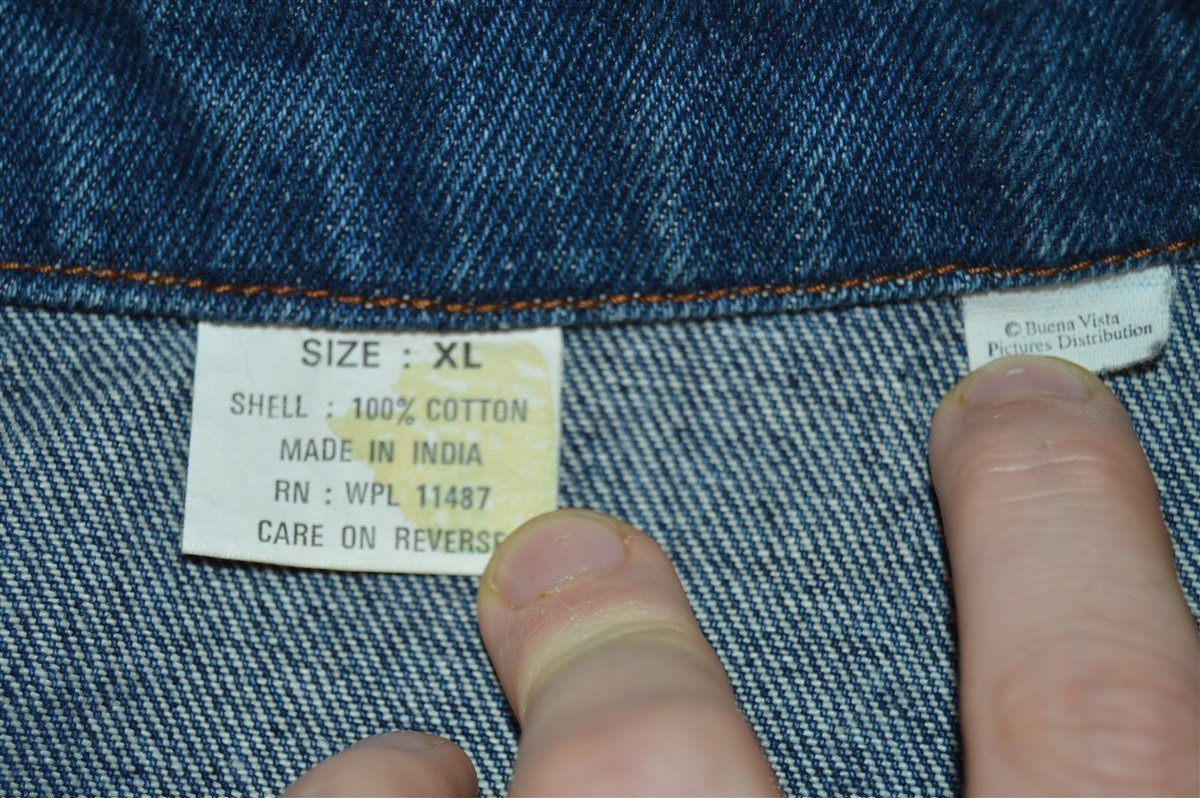 SIZE : XL
SHELL : 100% COTTON
MADE IN INDIA
RN : WPL 11487
CARE ON REVERSE
© Buena Vista
Pictures Distribution